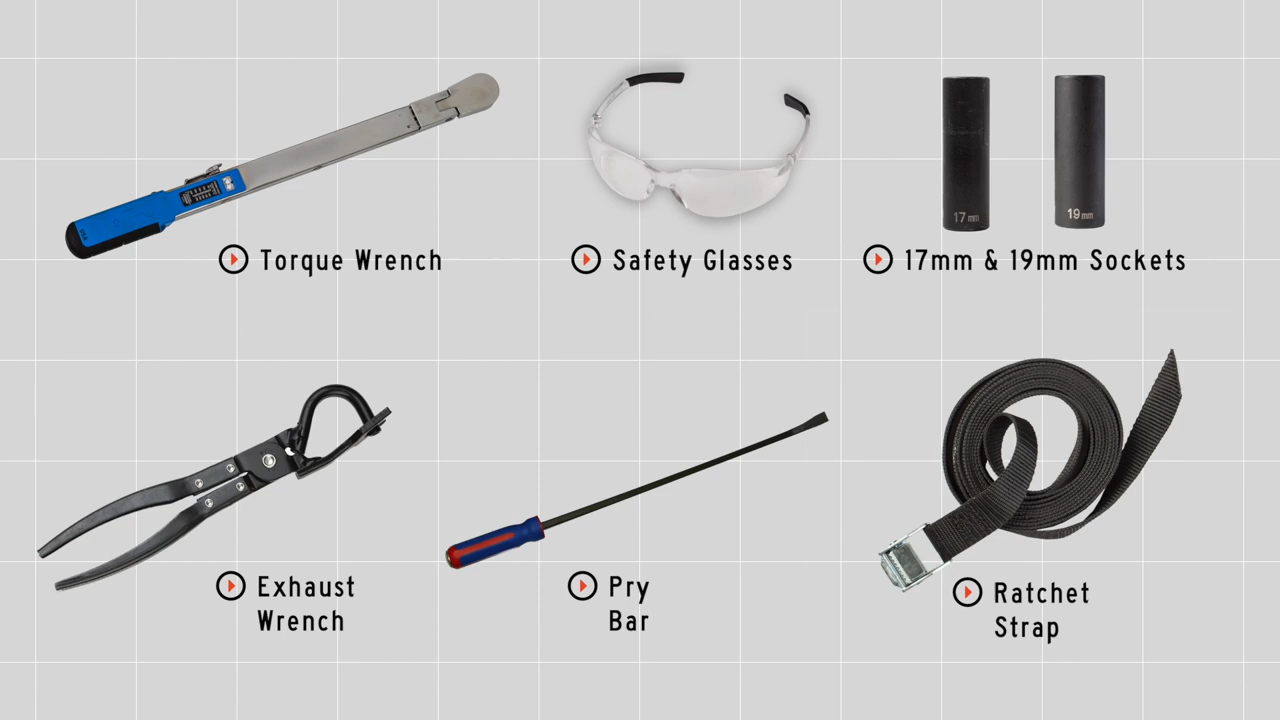 Torque Wrench
Safety Glasses
17mm
19mm
17mm & 19mm Sockets
Exhaust
Wrench
Pry
Bar
Ratchet
Strap